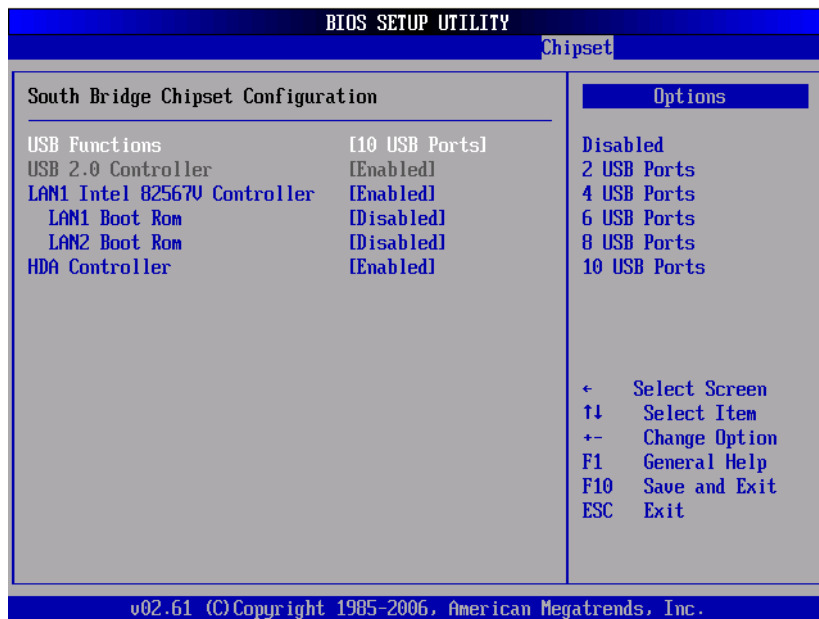 BIOS SETUP UTILITY
Chipset
South Bridge Chipset Configuration
USB Functions [10 USB Ports]
USB 2.0 Controller [Enabled]
LAN1 Intel 82567V Controller [Enabled]
LAN1 Boot Rom [Disabled]
LAN2 Boot Rom [Disabled]
HDA Controller [Enabled]
Options
Disabled
2 USB Ports
4 USB Ports
6 USB Ports
8 USB Ports
10 USB Ports
← Select Screen
↑↓ Select Item
+- Change Option
F1 General Help
F10 Save and Exit
ESC Exit
v02.61 (C)Copyright 1985-2006, American Megatrends, Inc.